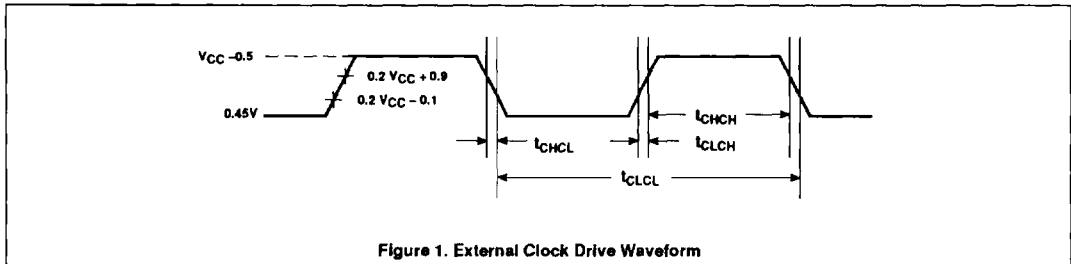 VCC –0.5
0.2 VCC + 0.9
0.2 VCC – 0.1
0.45V
tCHCH
tCHCL
tCLCH
tCLCL
Figure 1. External Clock Drive Waveform